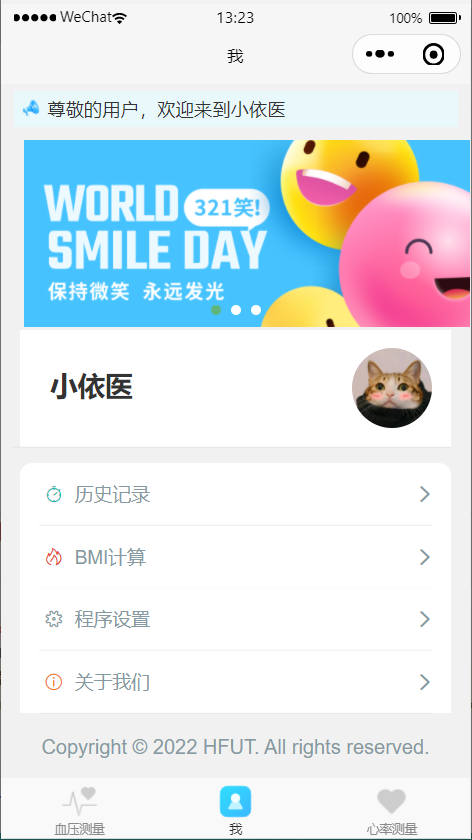 WeChat 13:23 100%
我
尊敬的用户，欢迎来到小依医
WORLD
321笑!
SMILE DAY
保持微笑 永远发光
小依医
历史记录
BMI计算
程序设置
关于我们
Copyright © 2022 HFUT. All rights reserved.
血压测量 我 心率测量